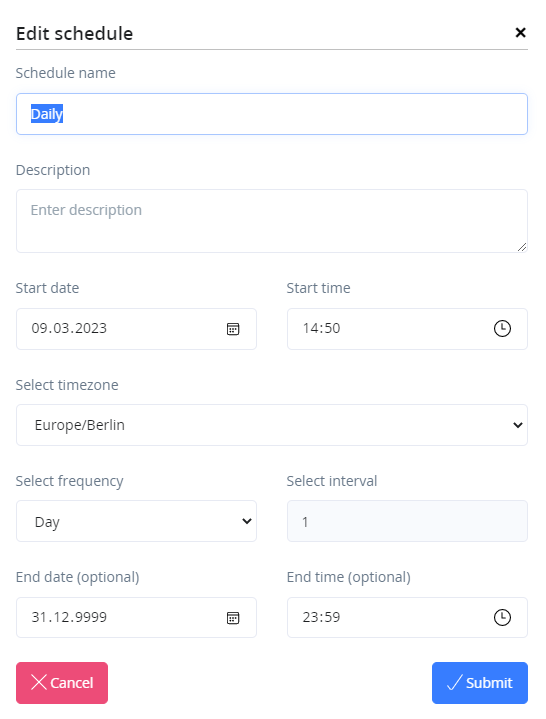 Edit schedule
Schedule name
Daily
Description
Enter description
Start date Start time
09.03.2023 14:50
Select timezone
Europe/Berlin
Select frequency Select interval
Day 1
End date (optional) End time (optional)
31.12.9999 23:59
Cancel Submit